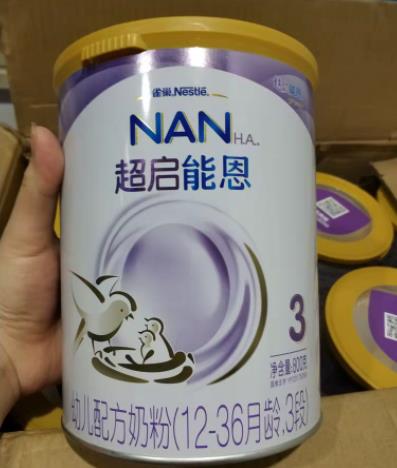 雀巢.Nestlé.
NAN H.A.
超启能恩
3
净含量:800克
幼儿配方奶粉(12-36月龄,3段)